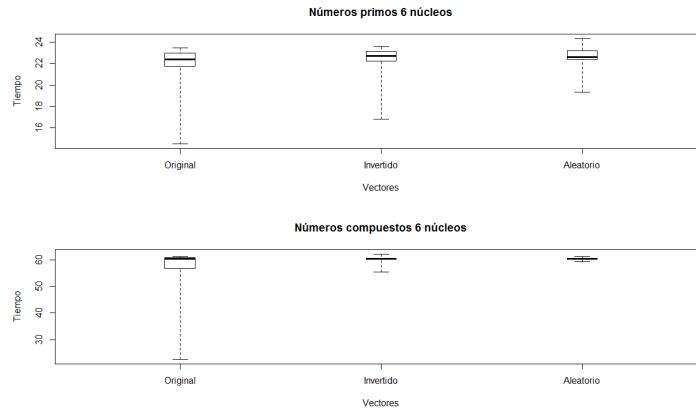 Números primos 6 núcleos
24
22
20
18
16
Tiempo
Original Invertido Aleatorio
Vectores
Números compuestos 6 núcleos
60
50
40
30
Tiempo
Original Invertido Aleatorio
Vectores